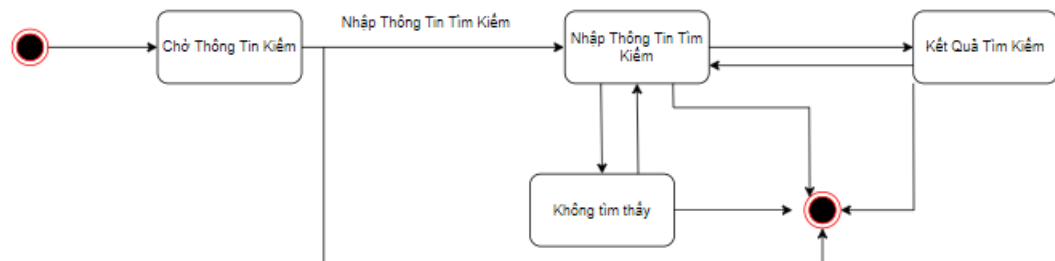 Nhập Thông Tin Tìm Kiếm
Chờ Thông Tin Kiếm
Nhập Thông Tin Tìm
Kiếm
Kết Quả Tìm Kiếm
Không tìm thấy